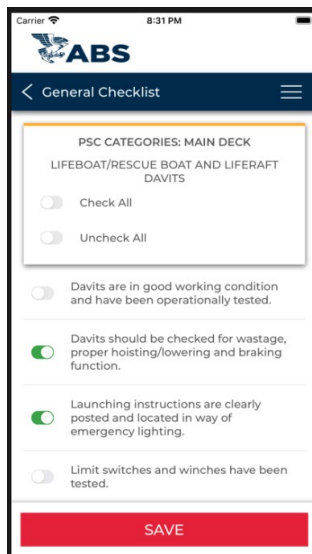 Carrier
8:31 PM
ABS
General Checklist
PSC CATEGORIES: MAIN DECK
LIFEBOAT/RESCUE BOAT AND LIFERAFT
DAVITS
Check All
Uncheck All
Davits are in good working condition
and have been operationally tested.
Davits should be checked for wastage,
proper hoisting/lowering and braking
function.
Launching instructions are clearly
posted and located in way of
emergency lighting.
Limit switches and winches have been
tested.
SAVE